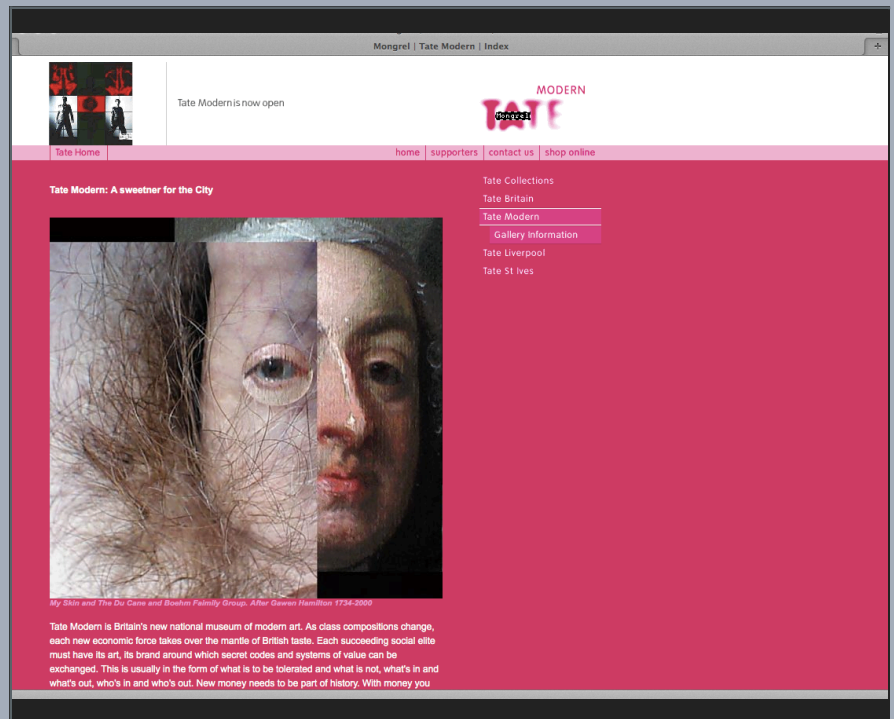 Mongrel | Tate Modern | Index
Tate Modern is now open
MODERN
TATE
Mongrel
Tate Home
home
supporters
contact us
shop online
Tate Modern: A sweetner for the City
Tate Collections
Tate Britain
Tate Modern
Gallery Information
Tate Liverpool
Tate St Ives
My Skin and The Du Cane and Boehm Faimily Group. After Gawen Hamilton 1734-2000
Tate Modern is Britain's new national museum of modern art. As class compositions change,
each new economic force takes over the mantle of British taste. Each succeeding social elite
must have its art, its brand around which secret codes and systems of value can be
exchanged. This is usually in the form of what is to be tolerated and what is not, what's in and
what's out, who's in and who's out. New money needs to be part of history. With money you